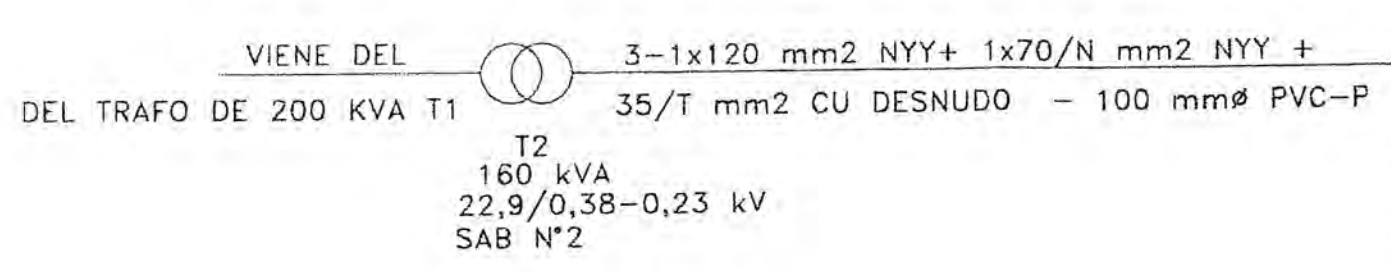 VIENE DEL
DEL TRAFO DE 200 KVA T1
3-1x120 mm2 NYY+ 1x70/N mm2 NYY +
35/T mm2 CU DESNUDO - 100 mmø PVC-P
T2
160 kVA
22,9/0,38-0,23 kV
SAB N°2